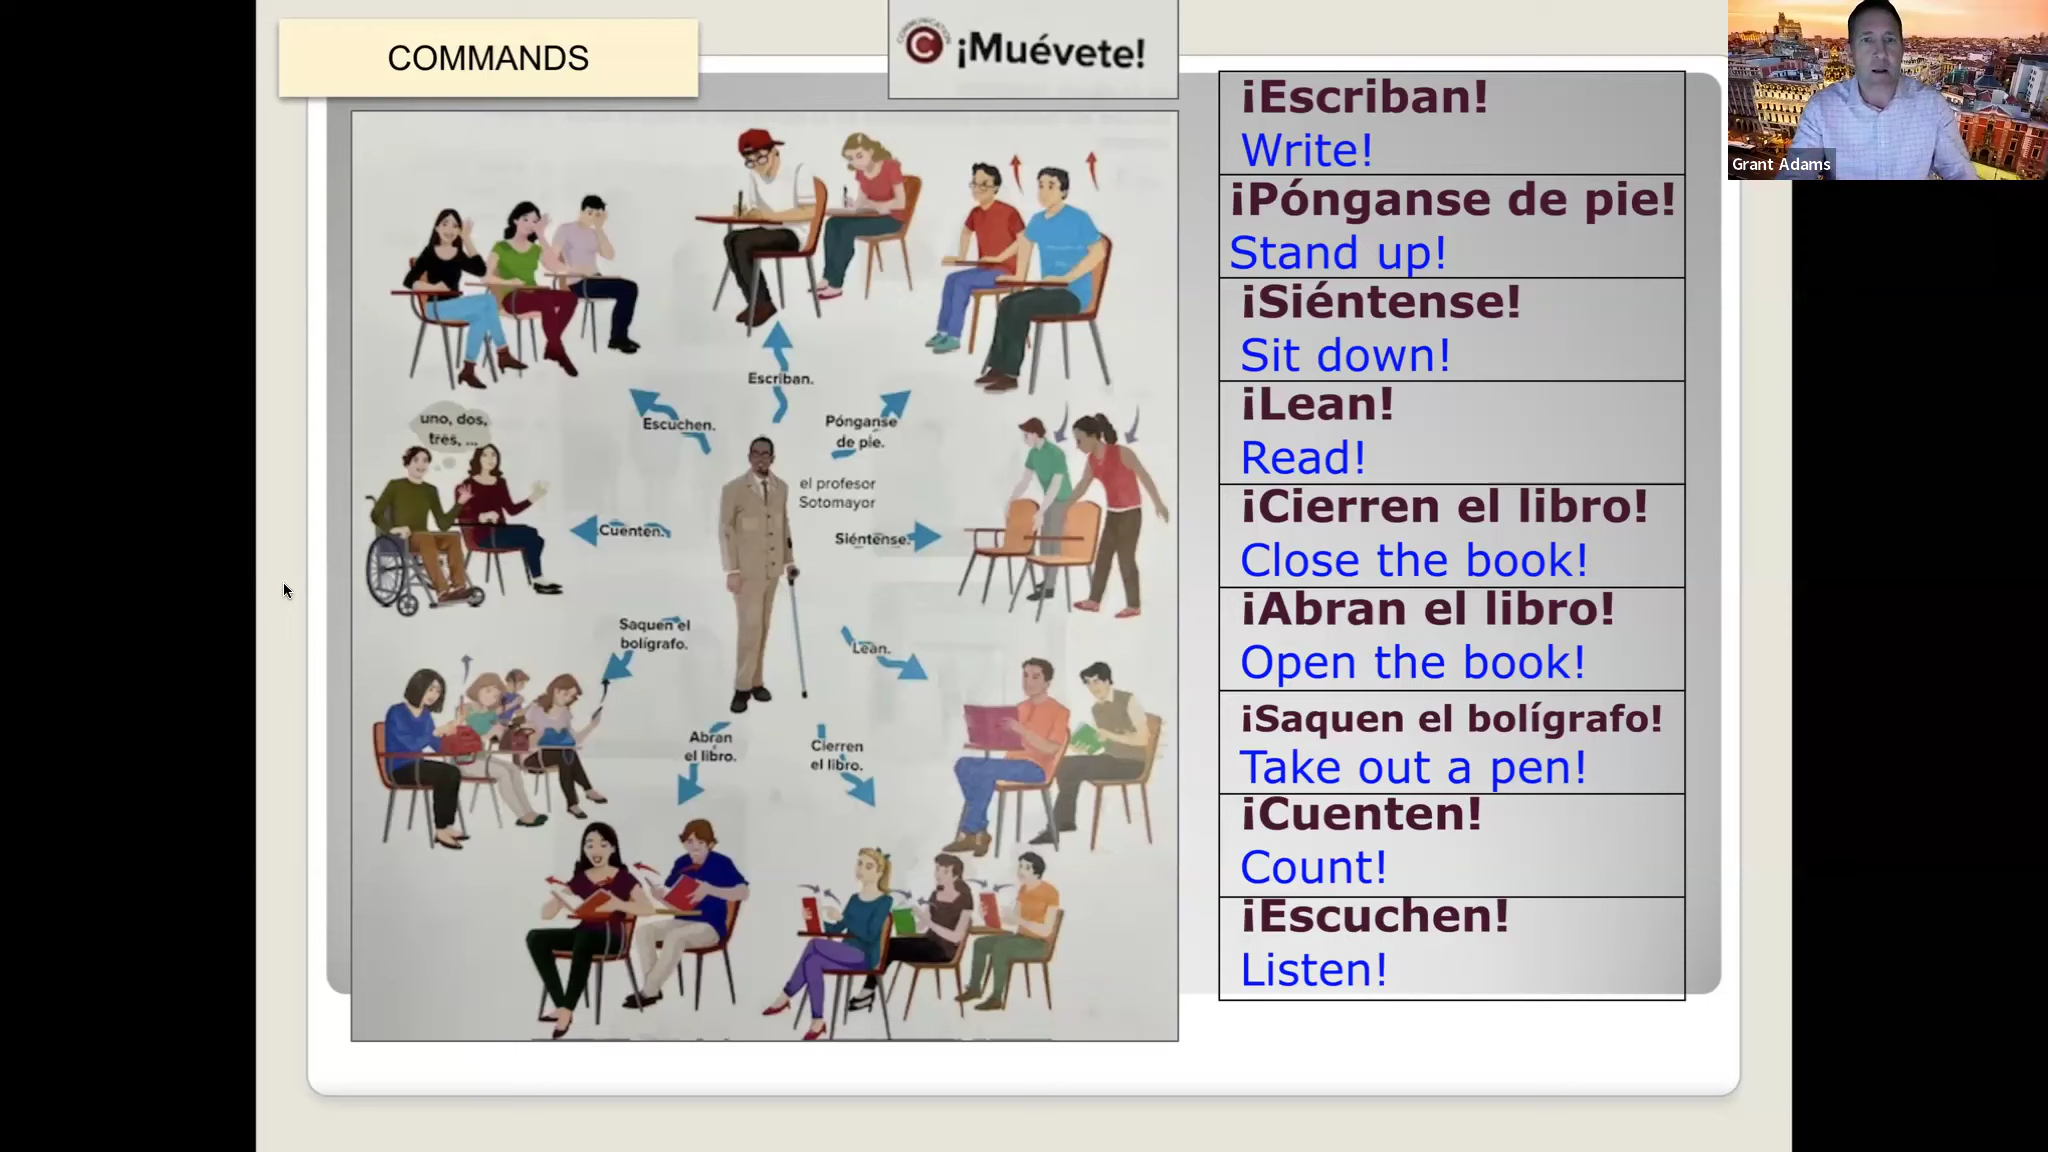 COMMANDS
COMMUNICATION
C
¡Muévete!
Grant Adams
Escriban.
Escuchen.
Pónganse
de pie.
uno, dos,
tres, ...
el profesor
Sotomayor
Cuenten.
Siéntense.
Saquen el
bolígrafo.
Lean.
Abran
el libro.
Cierren
el libro.
¡Escriban!
Write!
¡Pónganse de pie!
Stand up!
¡Siéntense!
Sit down!
¡Lean!
Read!
¡Cierren el libro!
Close the book!
¡Abran el libro!
Open the book!
¡Saquen el bolígrafo!
Take out a pen!
¡Cuenten!
Count!
¡Escuchen!
Listen!